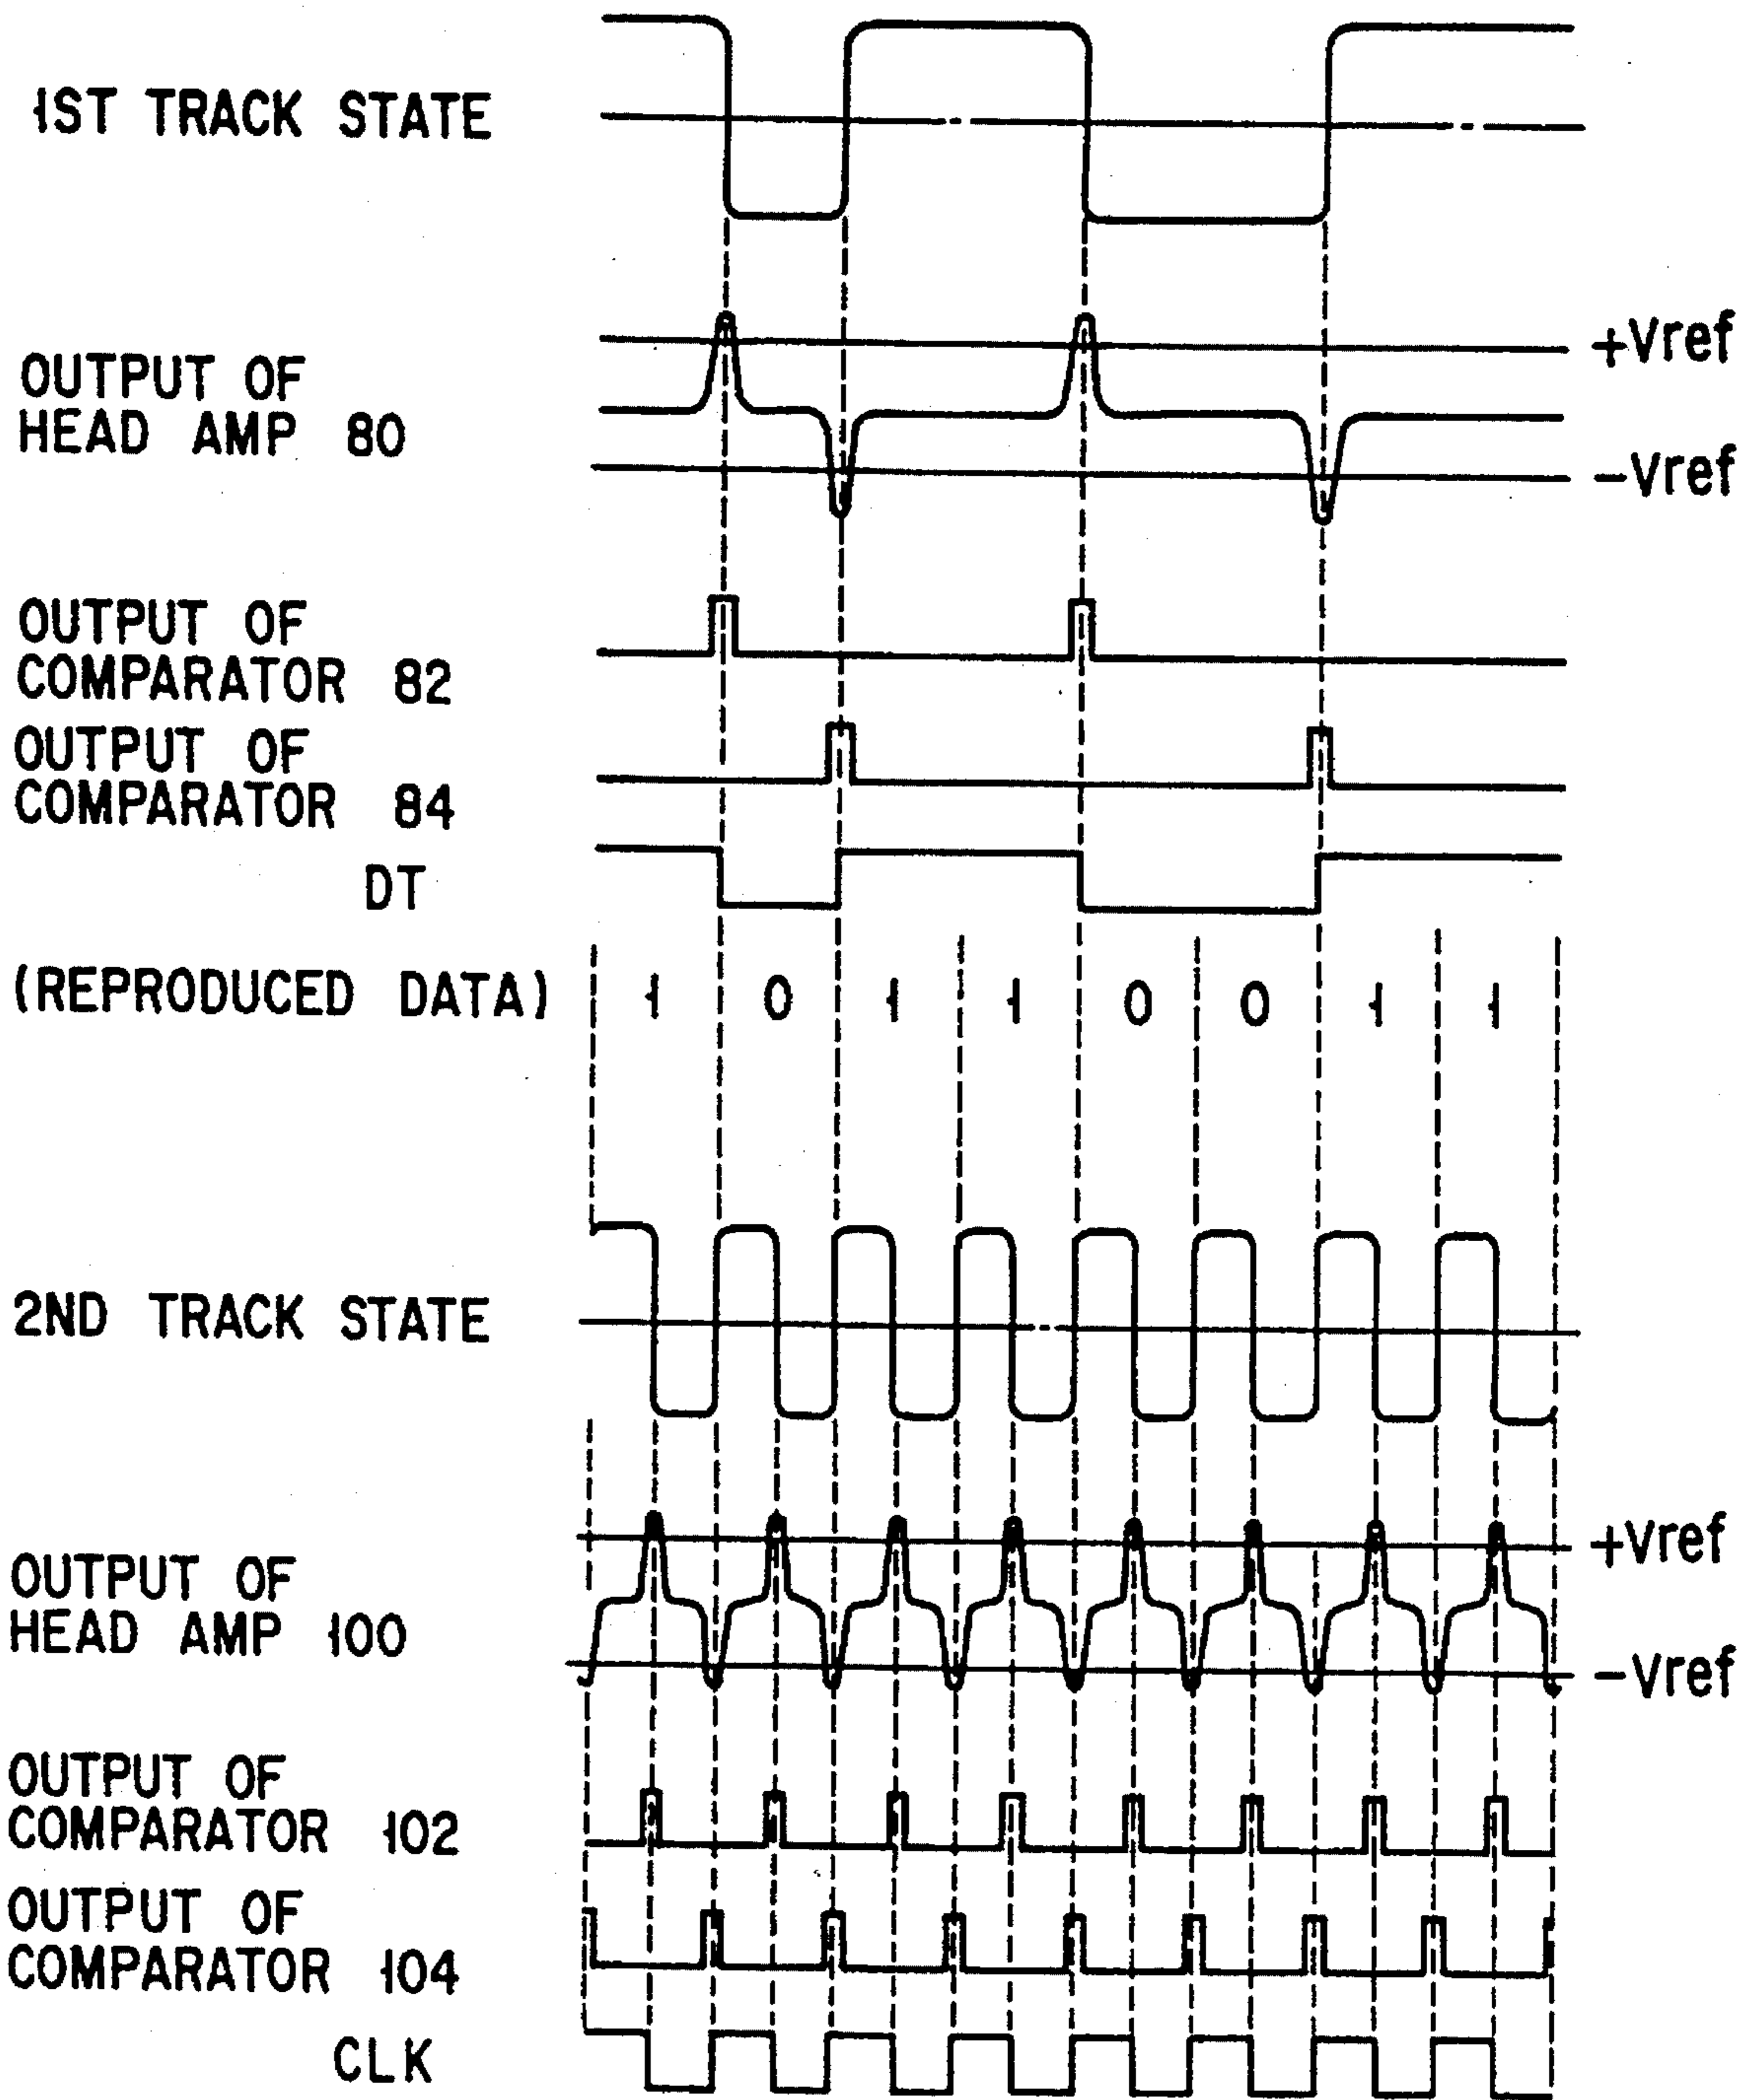 1ST TRACK STATE
+Vref
OUTPUT OF
HEAD AMP 80
-Vref
OUTPUT OF
COMPARATOR 82
OUTPUT OF
COMPARATOR 84
DT
(REPRODUCED DATA) 1 0 1 1 0 0 1 1
2ND TRACK STATE
+Vref
OUTPUT OF
HEAD AMP 100
-Vref
OUTPUT OF
COMPARATOR 102
OUTPUT OF
COMPARATOR 104
CLK